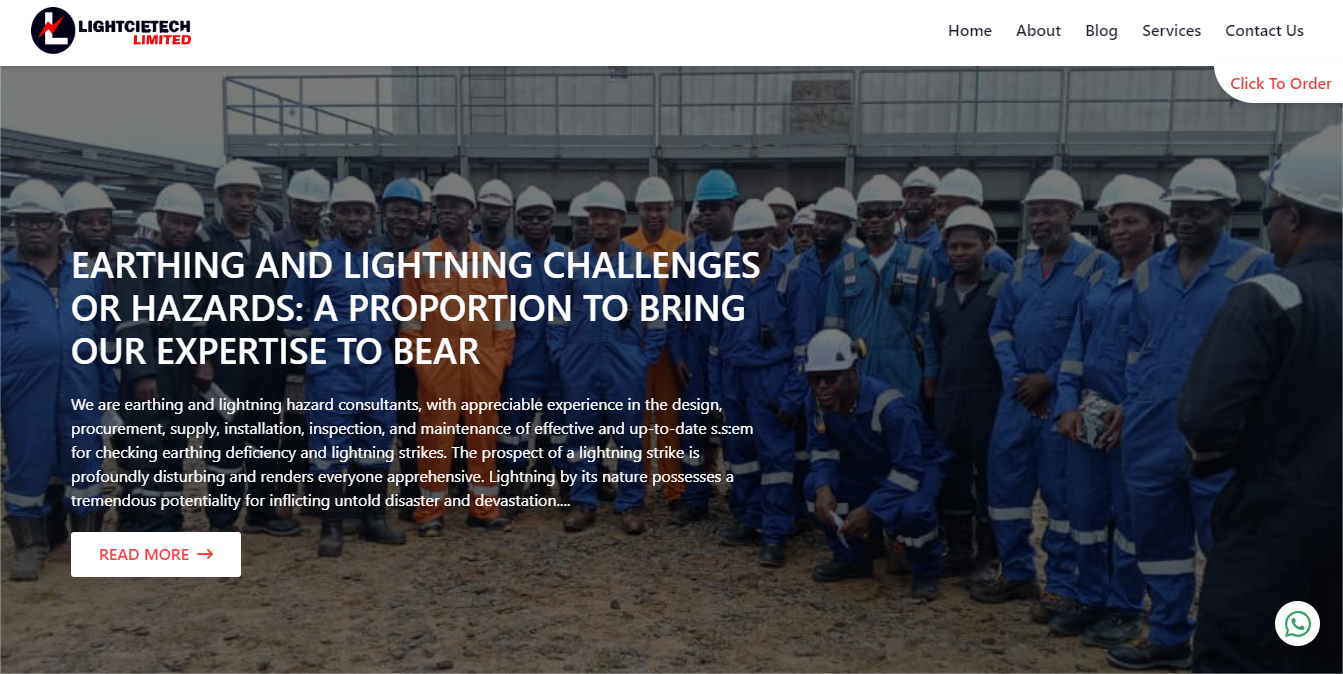 LIGHTCIETECH
LIMITED
Home About Blog Services Contact Us
Click To Order
EARTHING AND LIGHTNING CHALLENGES
OR HAZARDS: A PROPORTION TO BRING
OUR EXPERTISE TO BEAR
We are earthing and lightning hazard consultants, with appreciable experience in the design,
procurement, supply, installation, inspection, and maintenance of effective and up-to-date s.s:em
for checking earthing deficiency and lightning strikes. The prospect of a lightning strike is
profoundly disturbing and renders everyone apprehensive. Lightning by its nature possesses a
tremendous potentiality for inflicting untold disaster and devastation....
READ MORE →